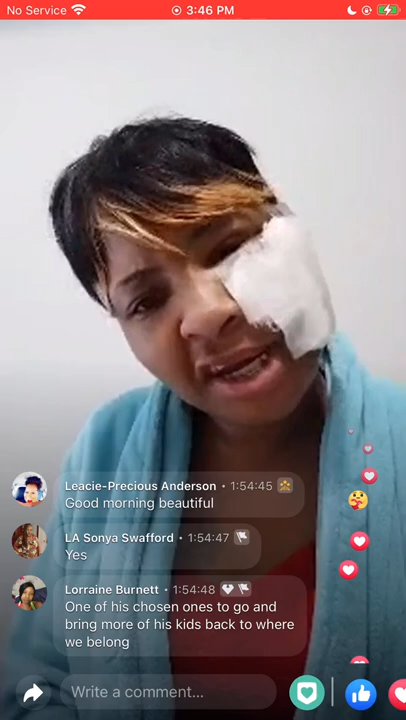 No Service 3:46 PM
Leacie-Precious Anderson • 1:54:45
Good morning beautiful
LA Sonya Swafford • 1:54:47
Yes
Lorraine Burnett • 1:54:48
One of his chosen ones to go and
bring more of his kids back to where
we belong
Write a comment...